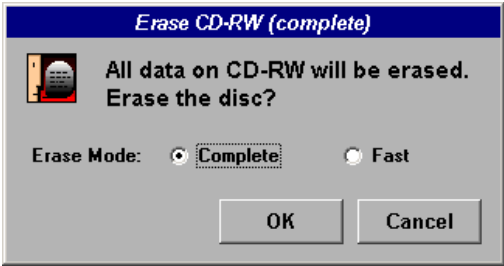 Erase CD-RW (complete)
All data on CD-RW will be erased.
Erase the disc?
Erase Mode: Complete Fast
OK Cancel